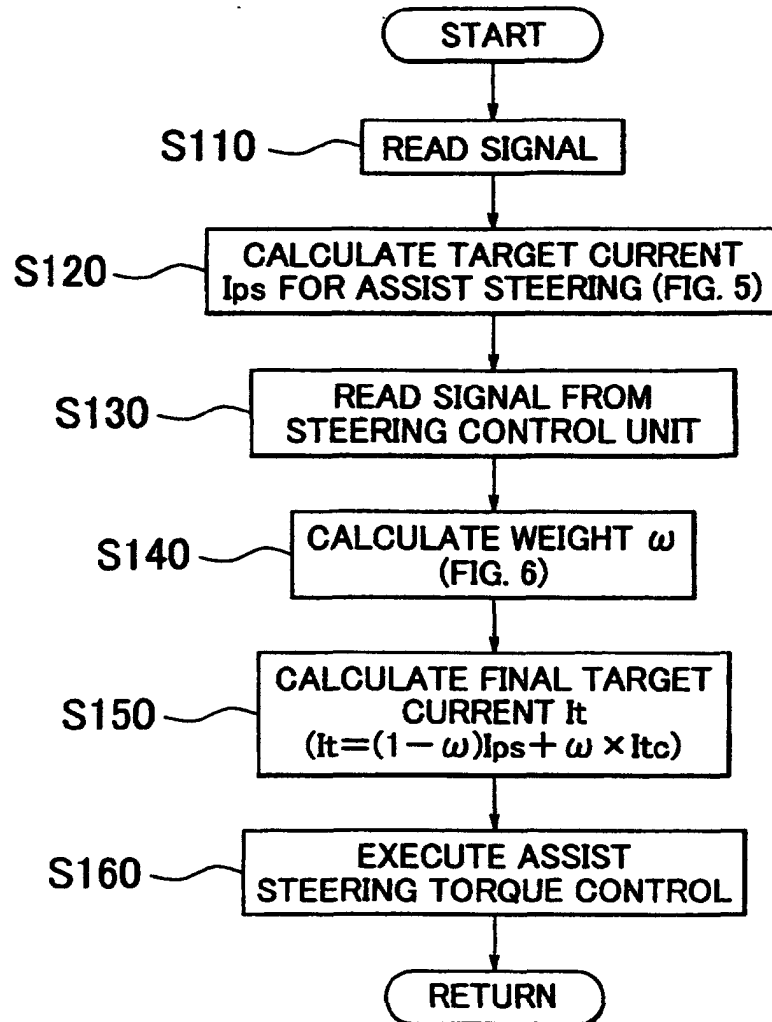 START
S110
READ SIGNAL
S120
CALCULATE TARGET CURRENT
Ips FOR ASSIST STEERING (FIG. 5)
S130
READ SIGNAL FROM
STEERING CONTROL UNIT
S140
CALCULATE WEIGHT ω
(FIG. 6)
S150
CALCULATE FINAL TARGET
CURRENT It
(It=(1-ω)Ips+ω×Itc)
S160
EXECUTE ASSIST
STEERING TORQUE CONTROL
RETURN